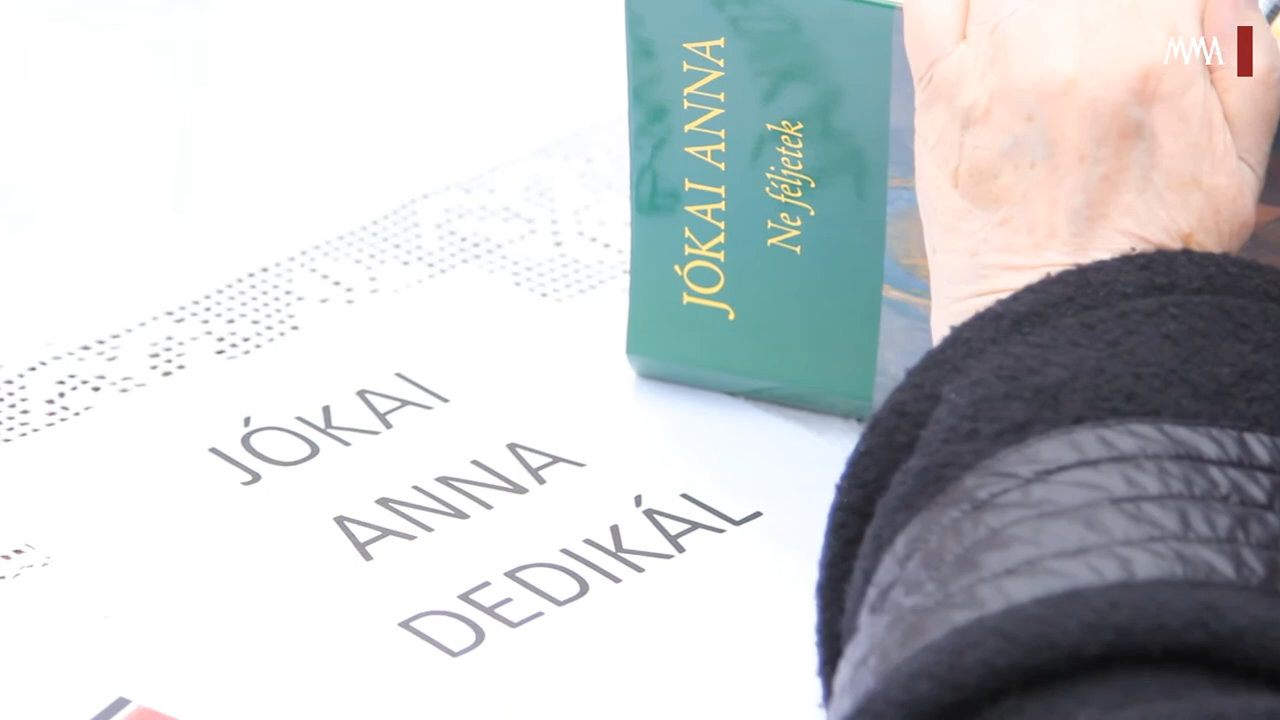 MMA
JÓKAI ANNA
Ne féljetek
JÓKAI
ANNA
DEDIKÁL